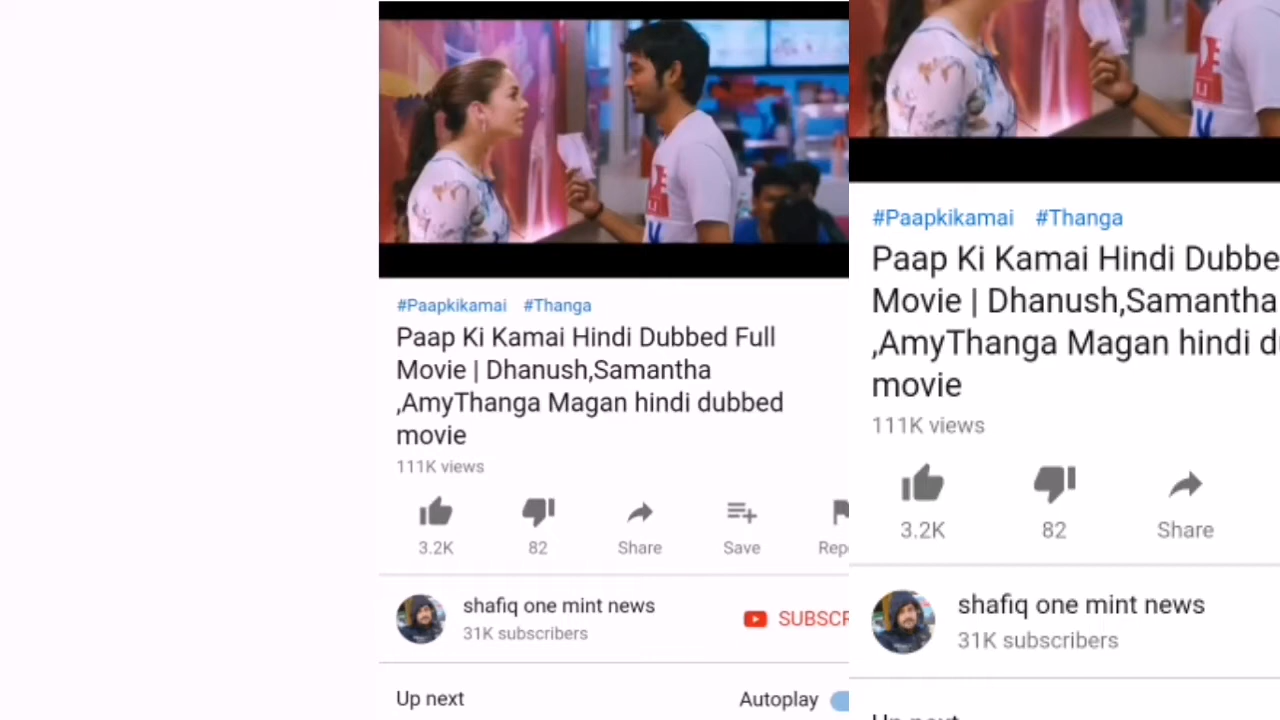 #Paapkikamai #Thanga
Paap Ki Kamai Hindi Dubbed Full
Movie | Dhanush,Samantha
,AmyThanga Magan hindi dubbed
movie
111K views
3.2K 82 Share Save Rep
shafiq one mint news
SUBSCR
31K subscribers
Up next Autoplay
#Paapkikamai #Thanga
Paap Ki Kamai Hindi Dubbe
Movie | Dhanush,Samantha
,AmyThanga Magan hindi d
movie
111K views
3.2K 82 Share
shafiq one mint news
31K subscribers